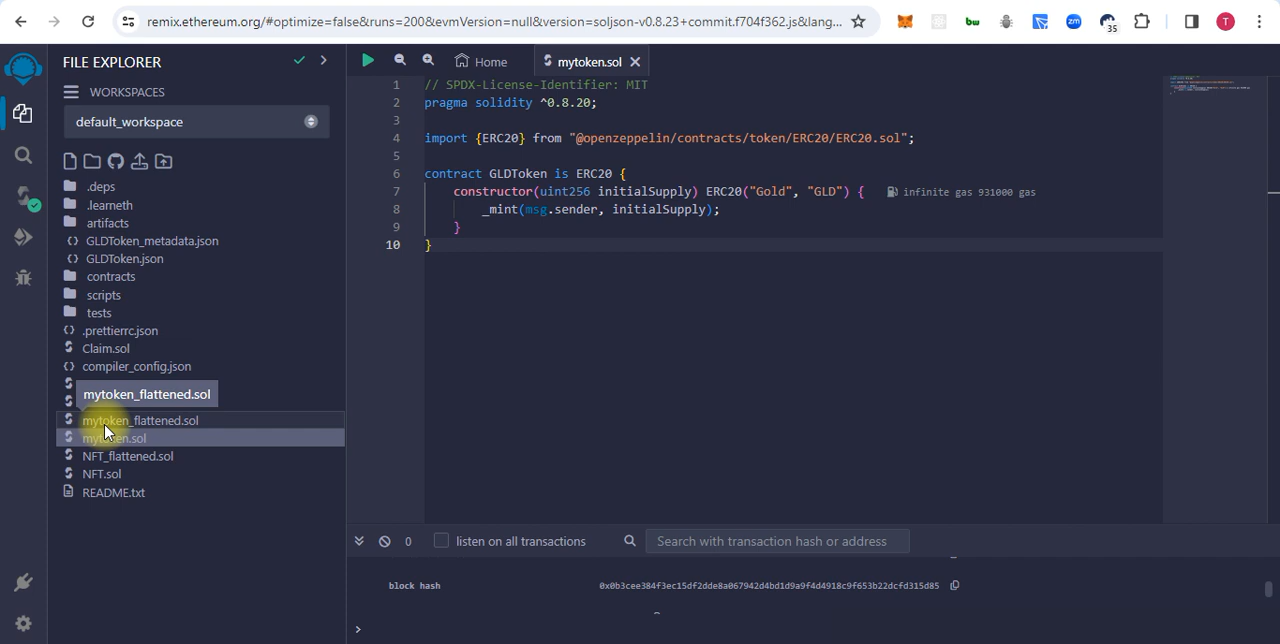 remix.ethereum.org/#optimize=false&runs=200&evmVersion=null&version=soljson-v0.8.23+commit.f704f362.js&lang...
bw
zm
35
T
FILE EXPLORER
WORKSPACES
default_workspace
.deps
.learneth
artifacts
GLDToken_metadata.json
GLDToken.json
contracts
scripts
tests
.prettierrc.json
Claim.sol
compiler_config.json
mytoken_flattened.sol
mytoken_flattened.sol
mytoken.sol
NFT_flattened.sol
NFT.sol
README.txt
Home
mytoken.sol
1 // SPDX-License-Identifier: MIT
2 pragma solidity ^0.8.20;
3
4 import {ERC20} from "@openzeppelin/contracts/token/ERC20/ERC20.sol";
5
6 contract GLDToken is ERC20 {
7 constructor(uint256 initialSupply) ERC20("Gold", "GLD") { infinite gas 931000 gas
8 _mint(msg.sender, initialSupply);
9 }
10 }
0 listen on all transactions Search with transaction hash or address
block hash 0x0b3cee384f3ec15df2dde8a067942d4bd1d9a9f4d4918c9f653b22dcfd315d85
>